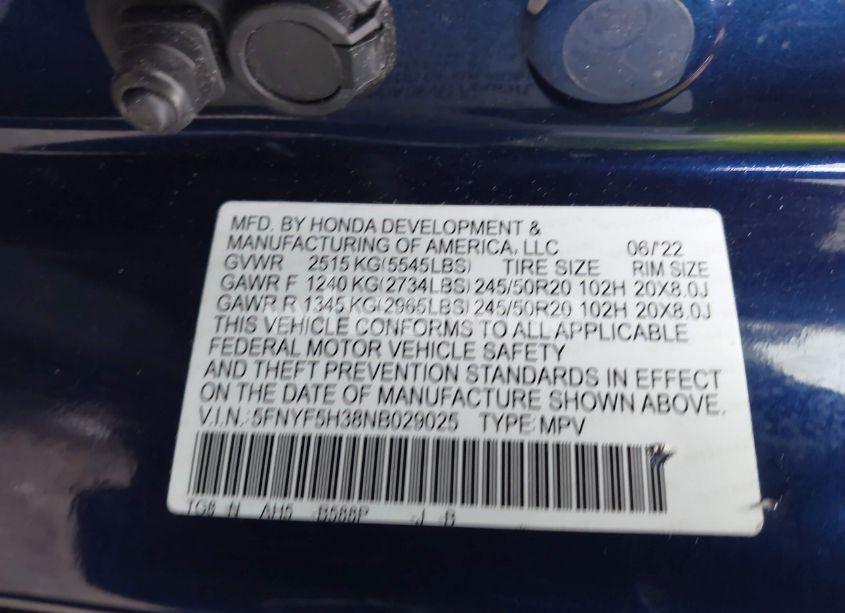 MFD. BY HONDA DEVELOPMENT &
MANUFACTURING OF AMERICA, LLC 06/'22
GVWR 2515 KG(5545LBS) TIRE SIZE RIM SIZE
GAWR F 1240 KG(2734LBS) 245/50R20 102H 20X8.0J
GAWR R 1345 KG(2965LBS) 245/50R20 102H 20X8.0J
THIS VEHICLE CONFORMS TO ALL APPLICABLE
FEDERAL MOTOR VEHICLE SAFETY
AND THEFT PREVENTION STANDARDS IN EFFECT
ON THE DATE OF MANUFACTURE SHOWN ABOVE.
V.I.N.: 5FNYF5H38NB029025 TYPE: MPV
TG8 N AH5 -B588P -J -B